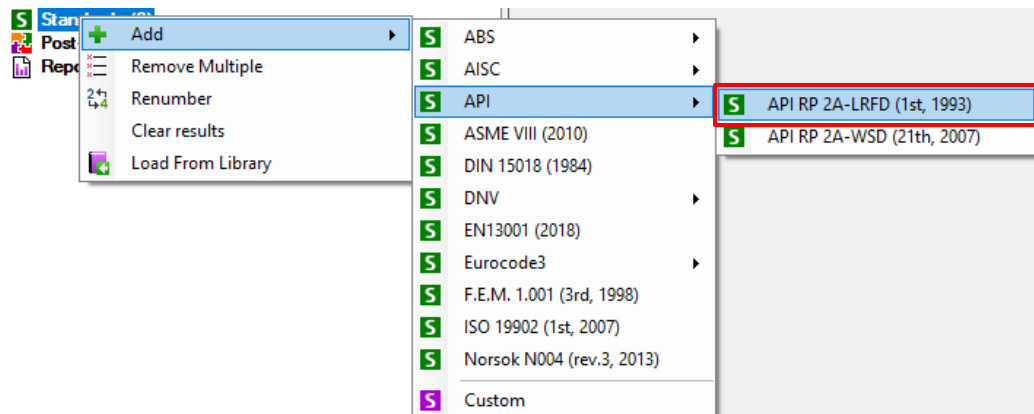 Add
Remove Multiple
Renumber
Clear results
Load From Library
ABS
AISC
API
ASME VIII (2010)
DIN 15018 (1984)
DNV
EN13001 (2018)
Eurocode3
F.E.M. 1.001 (3rd, 1998)
ISO 19902 (1st, 2007)
Norsok N004 (rev.3, 2013)
Custom
API RP 2A-LRFD (1st, 1993)
API RP 2A-WSD (21th, 2007)